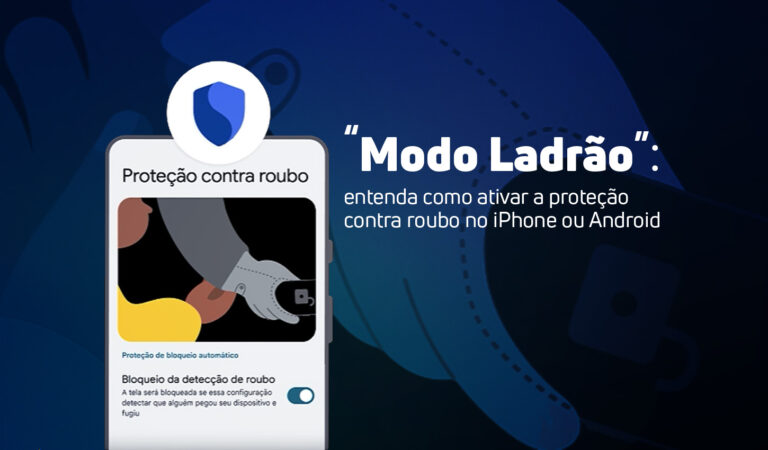 Proteção contra roubo
Proteção de bloqueio automático
Bloqueio da detecção de roubo
A tela será bloqueada se essa configuração
detectar que alguém pegou seu dispositivo e
fugiu
“Modo Ladrão”:
entenda como ativar a proteção
contra roubo no iPhone ou Android